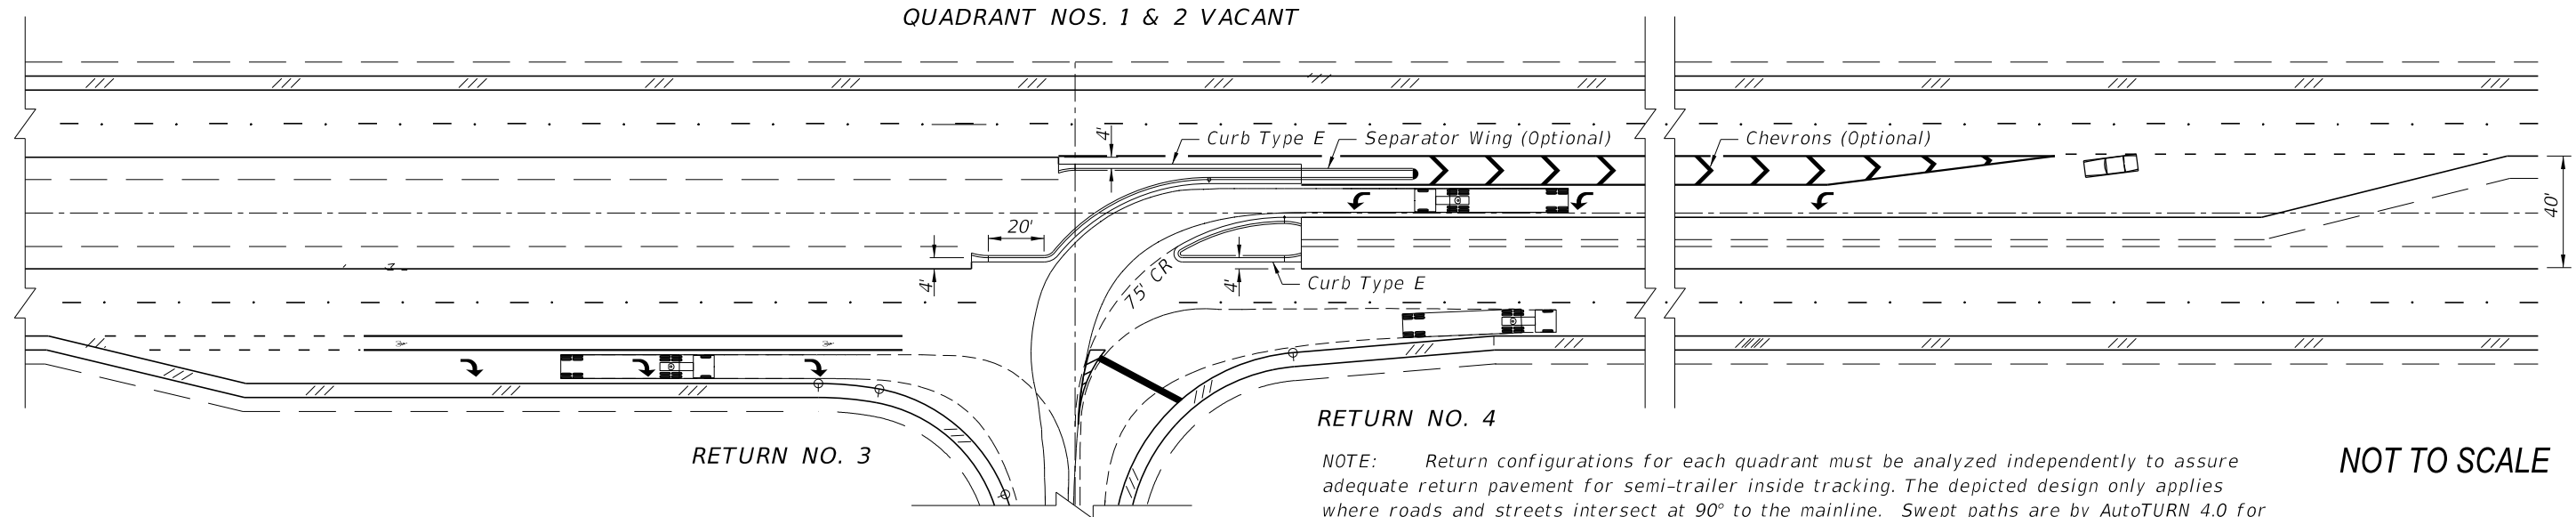 QUADRANT NOS. 1 & 2 VACANT
4'
Curb Type E
Separator Wing (Optional)
Chevrons (Optional)
20'
40'
4'
75' CR
4'
Curb Type E
RETURN NO. 4
RETURN NO. 3
NOTE: Return configurations for each quadrant must be analyzed independently to assure
adequate return pavement for semi-trailer inside tracking. The depicted design only applies
where roads and streets intersect at 90° to the mainline. Swept paths are by AutoTURN 4.0 for
NOT TO SCALE